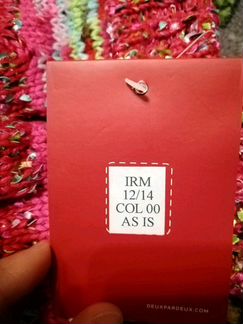 IRM
12/14
COL 00
AS IS
DEUXPARDEUX.COM